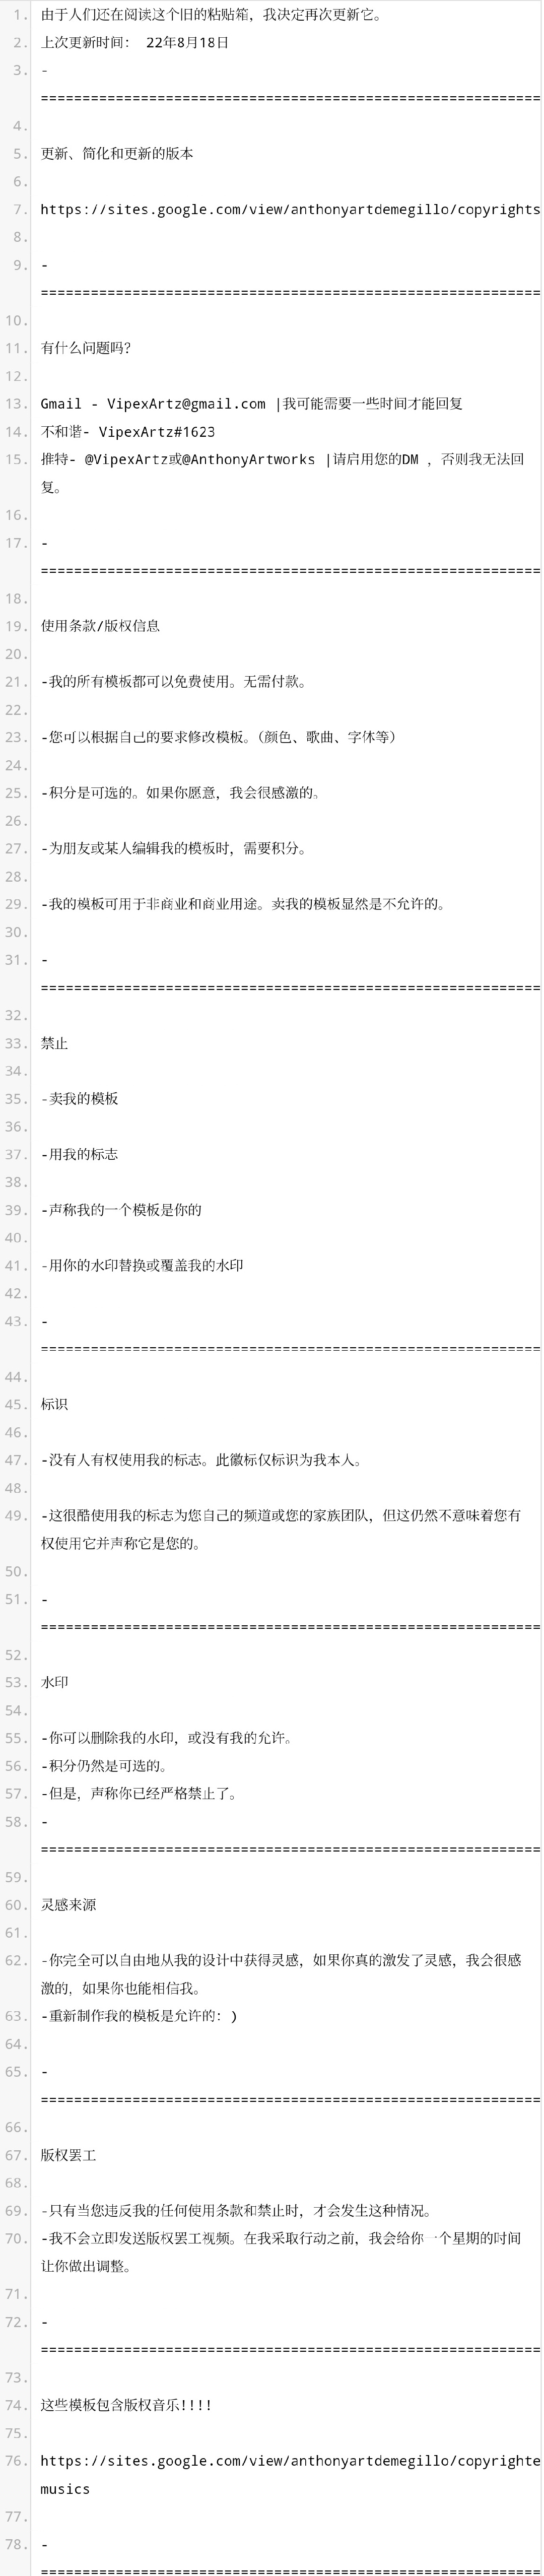 1. 由于人们还在阅读这个旧的粘贴箱，我决定再次更新它。
2. 上次更新时间： 22年8月18日
3. -
============================================================
4.
5. 更新、简化和更新的版本
6.
7. https://sites.google.com/view/anthonyartdemegillo/copyrights
8.
9. -
============================================================
10.
11. 有什么问题吗？
12.
13. Gmail - VipexArtz@gmail.com |我可能需要一些时间才能回复
14. 不和谐- VipexArtz#1623
15. 推特- @VipexArtz或@AnthonyArtworks |请启用您的DM ，否则我无法回
复。
16.
17. -
============================================================
18.
19. 使用条款/版权信息
20.
21. -我的所有模板都可以免费使用。无需付款。
22.
23. -您可以根据自己的要求修改模板。（颜色、歌曲、字体等）
24.
25. -积分是可选的。如果你愿意，我会很感激的。
26.
27. -为朋友或某人编辑我的模板时，需要积分。
28.
29. -我的模板可用于非商业和商业用途。卖我的模板显然是不允许的。
30.
31. -
============================================================
32.
33. 禁止
34.
35. -卖我的模板
36.
37. -用我的标志
38.
39. -声称我的一个模板是你的
40.
41. -用你的水印替换或覆盖我的水印
42.
43. -
============================================================
44.
45. 标识
46.
47. -没有人有权使用我的标志。此徽标仅标识为我本人。
48.
49. -这很酷使用我的标志为您自己的频道或您的家族团队，但这仍然不意味着您有
权使用它并声称它是您的。
50.
51. -
============================================================
52.
53. 水印
54.
55. -你可以删除我的水印，或没有我的允许。
56. -积分仍然是可选的。
57. -但是，声称你已经严格禁止了。
58. -
============================================================
59.
60. 灵感来源
61.
62. -你完全可以自由地从我的设计中获得灵感，如果你真的激发了灵感，我会很感
激的，如果你也能相信我。
63. -重新制作我的模板是允许的：)
64.
65. -
============================================================
66.
67. 版权罢工
68.
69. -只有当您违反我的任何使用条款和禁止时，才会发生这种情况。
70. -我不会立即发送版权罢工视频。在我采取行动之前，我会给你一个星期的时间
让你做出调整。
71.
72. -
============================================================
73.
74. 这些模板包含版权音乐!!!!
75.
76. https://sites.google.com/view/anthonyartdemegillo/copyrighte
musics
77.
78. -
============================================================